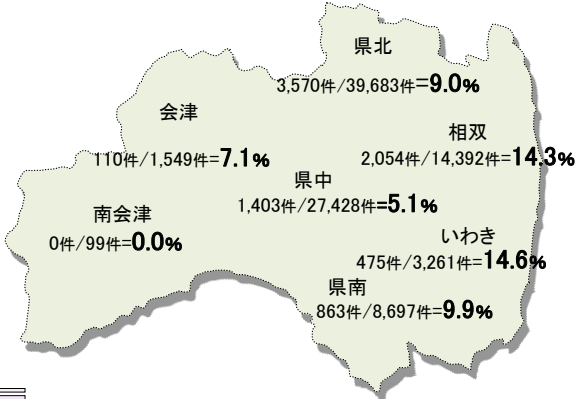 県北
3,570件/39,683件=9.0%
会津
110件/1,549件=7.1%
相双
2,054件/14,392件=14.3%
県中
1,403件/27,428件=5.1%
南会津
0件/99件=0.0%
いわき
475件/3,261件=14.6%
県南
863件/8,697件=9.9%